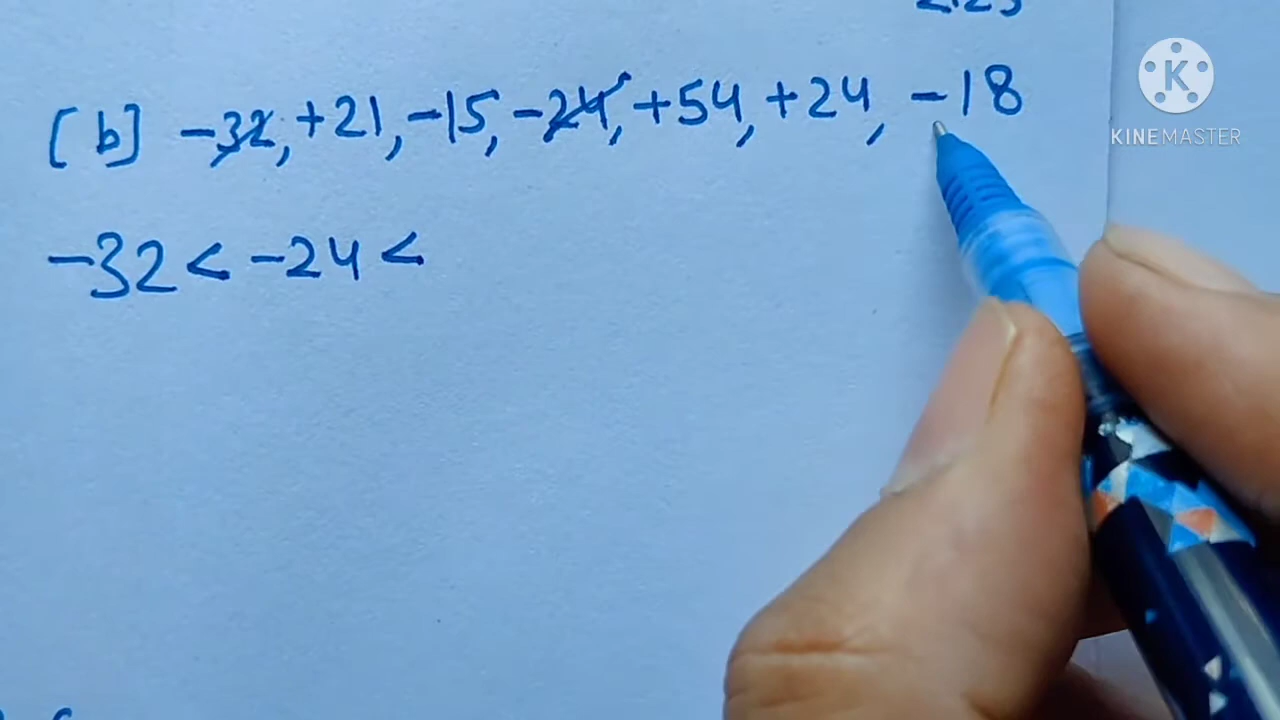 [b] -32, +21, -15, -24, +54, +24, -18
-32 < -24 <
K
KINEMASTER